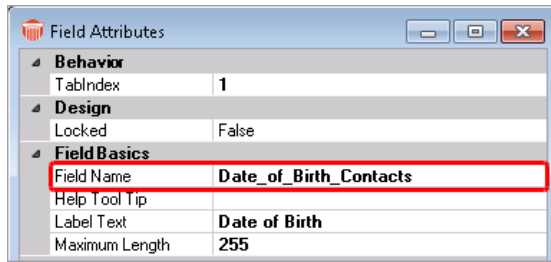 Field Attributes
Behavior
TabIndex 1
Design
Locked False
Field Basics
Field Name Date_of_Birth_Contacts
Help Tool Tip
Label Text Date of Birth
Maximum Length 255